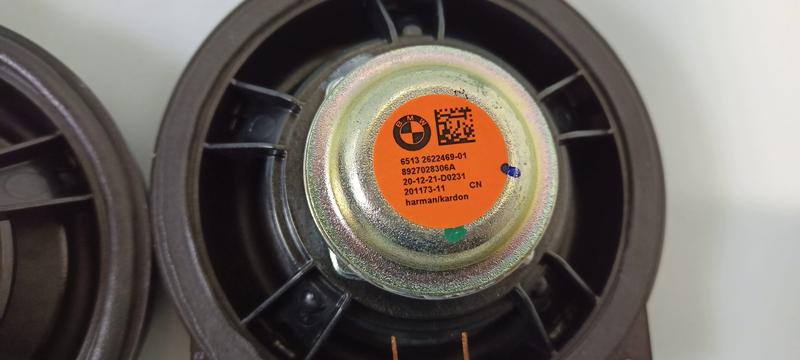 BMW
6513 2622469-01
8927028306A
20-12-21-D0231
201173-11 CN
harman/kardon